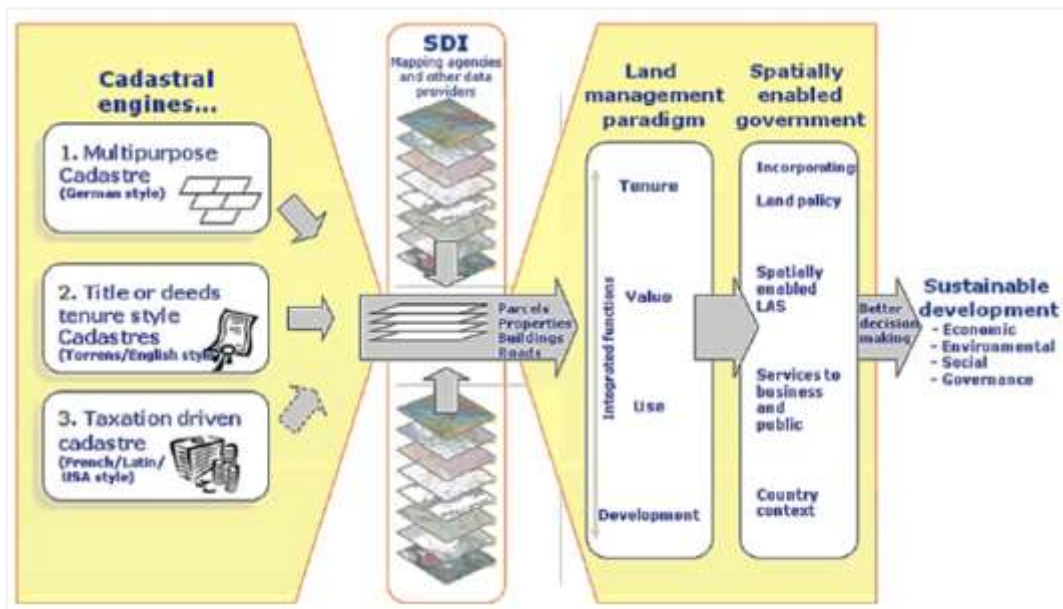 Cadastral
engines...
1. Multipurpose
Cadastre
(German style)
2. Title or deeds
tenure style
Cadastres
(Torrens/English style)
3. Taxation driven
cadastre
(French/Latin/
USA style)
SDI
Mapping agencies
and other data
providers
Parcels
Properties
Buildings
Roads
Land
management
paradigm
Integrated functions
Tenure
Value
Use
Development
Spatially
enabled
government
Incorporating:
Land policy
Spatially
enabled
LAS
Services to
business
and
public
Country
context
Better
decision
making
Sustainable
development
- Economic
- Environmental
- Social
- Governance